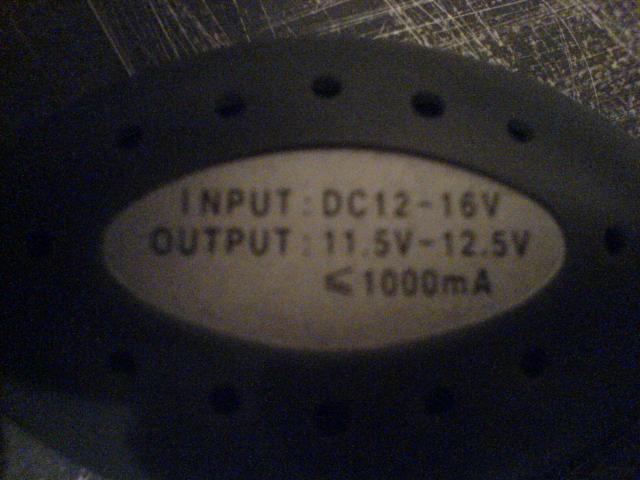 INPUT: DC12-16V
OUTPUT: 11.5V-12.5V
≤1000mA